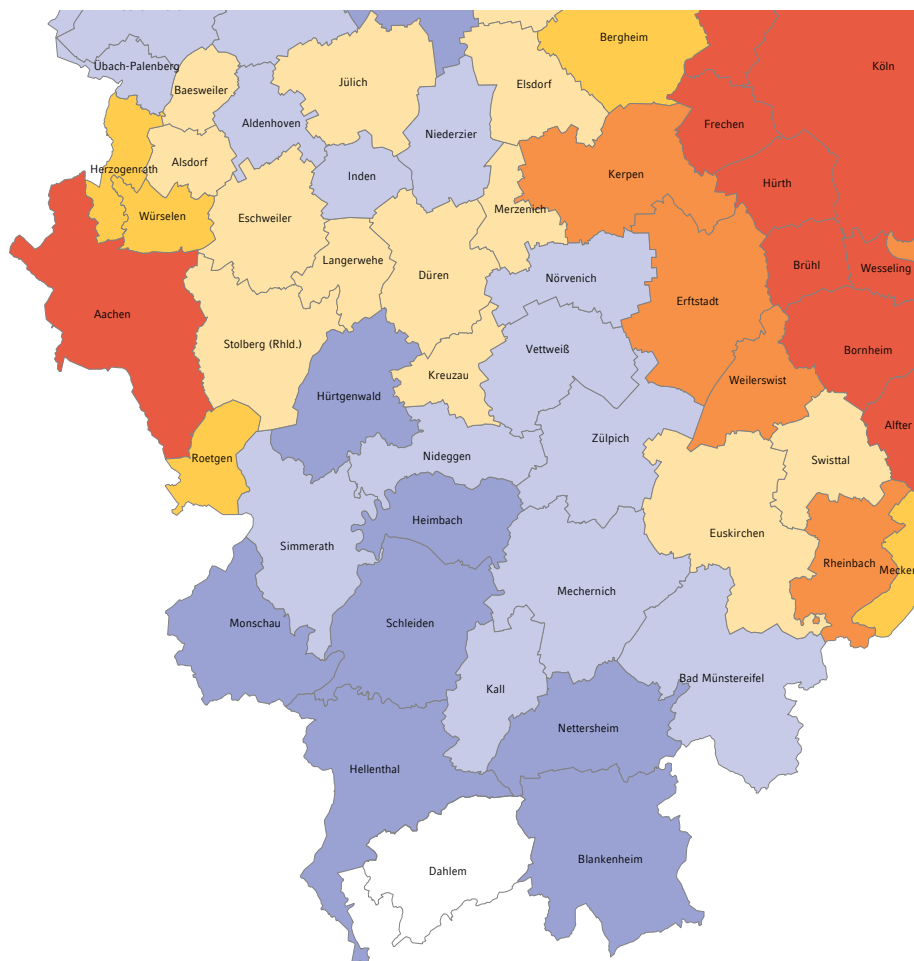 Bergheim
Köln
Übach-Palenberg
Baesweiler
Jülich
Elsdorf
Aldenhoven
Niederzier
Frechen
Herzogenrath
Alsdorf
Inden
Kerpen
Hürth
Würselen
Eschweiler
Merzenich
Langerwehe
Düren
Nörvenich
Brühl
Wesseling
Aachen
Erftstadt
Stolberg (Rhld.)
Vettweiß
Bornheim
Hürtgenwald
Kreuzau
Weilerswist
Alfter
Roetgen
Nideggen
Zülpich
Swisttal
Simmerath
Heimbach
Euskirchen
Rheinbach
Mecken
Monschau
Schleiden
Mechernich
Kall
Bad Münstereifel
Nettersheim
Hellenthal
Dahlem
Blankenheim